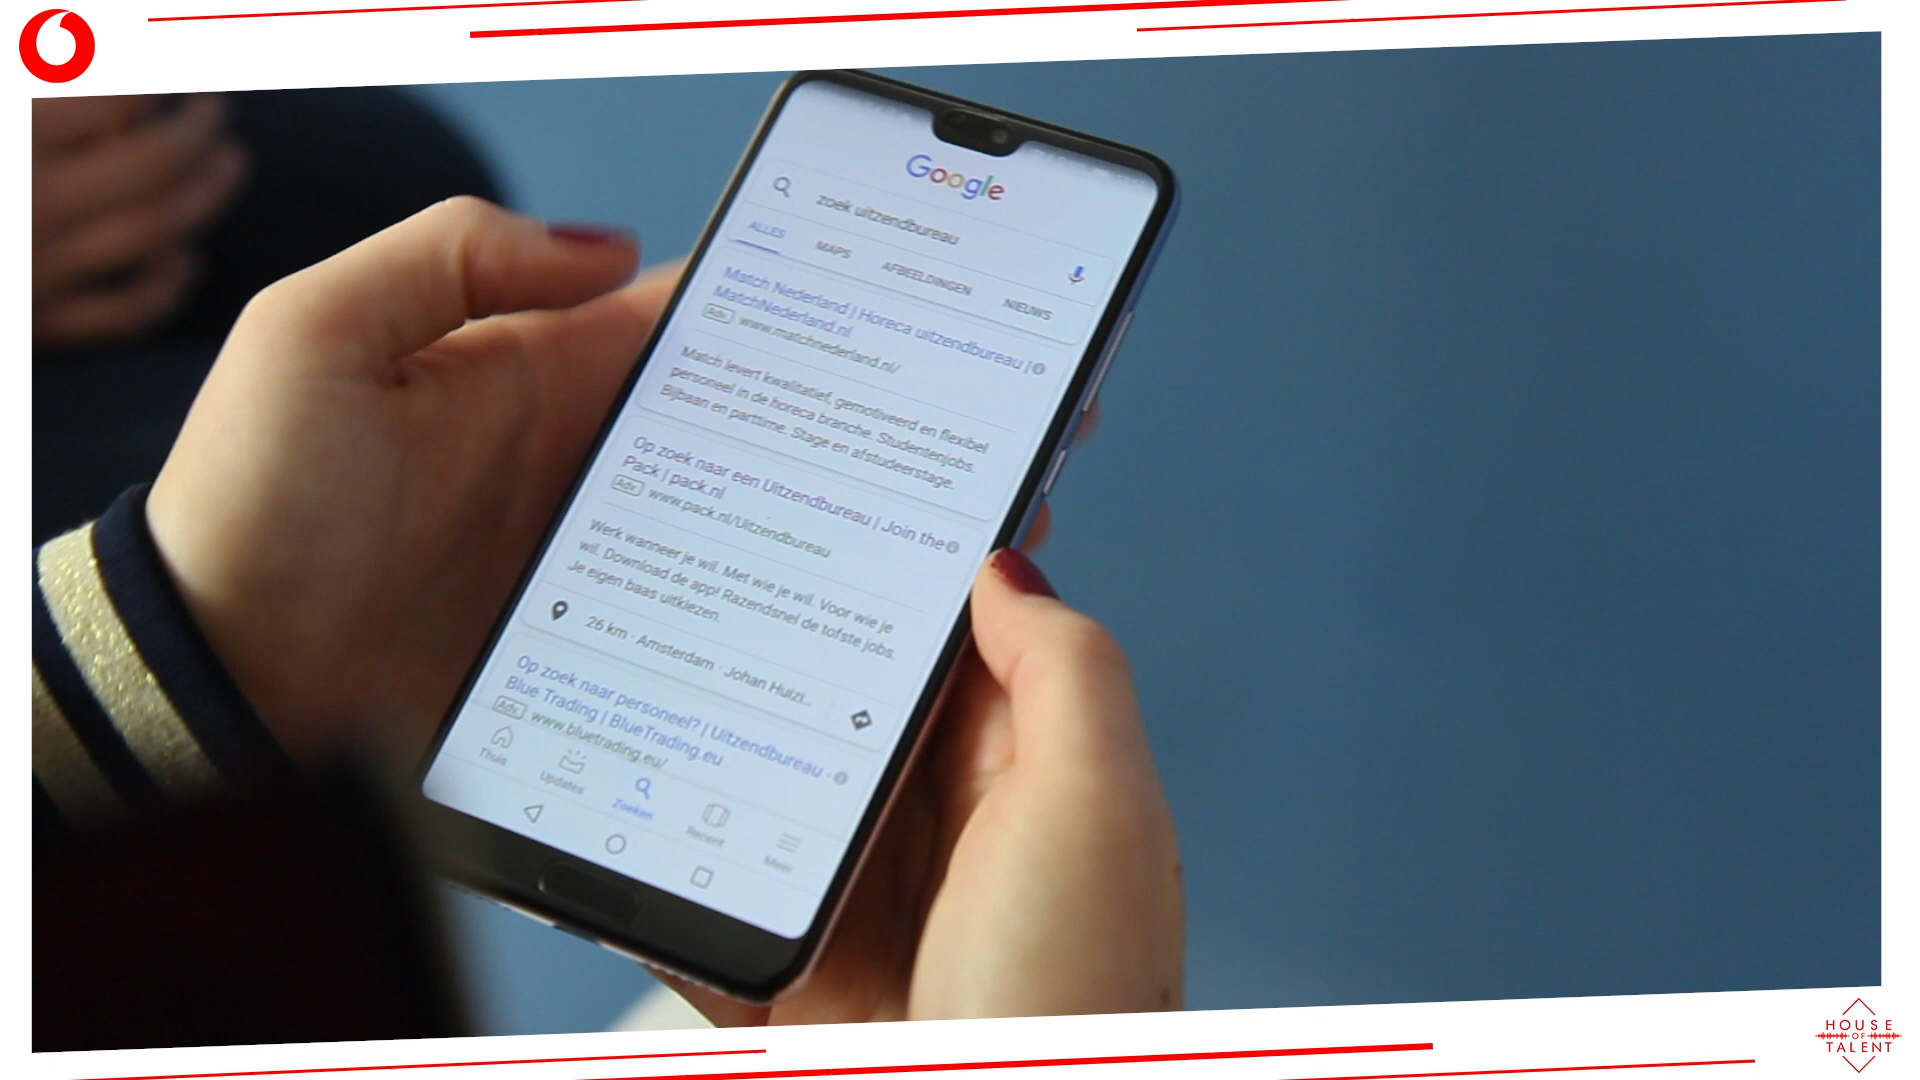 Google
zoek uitzendbureau
ALLES MAPS AFBEELDINGEN NIEUWS
Match Nederland | Horeca uitzendbureau |
MatchNederland.nl
Adv. www.matchnederland.nl/
Match levert kwalitatief, gemotiveerd en flexibel
personeel in de horeca branche. Studentenjobs.
Bijbaan en parttime. Stage en afstudeerstage.
Op zoek naar een Uitzendbureau | Join the
Pack | pack.nl
Adv. www.pack.nl/Uitzendbureau
Werk wanneer je wil. Met wie je wil. Voor wie je
wil. Download de app! Razendsnel de tofste jobs.
Je eigen baas uitkiezen.
26 km · Amsterdam · Johan Huizi...
Op zoek naar personeel? | Uitzendbureau -
Blue Trading | BlueTrading.eu
Adv. www.bluetrading.eu/
Thuis Updates Zoeken Recent Meer
HOUSE
OF
TALENT